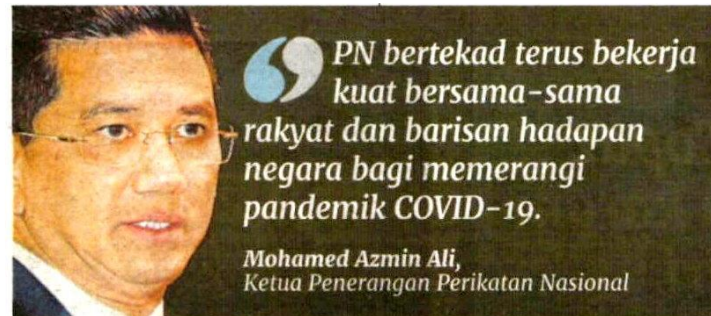 PN bertekad terus bekerja
kuat bersama-sama
rakyat dan barisan hadapan
negara bagi memerangi
pandemik COVID-19.
Mohamed Azmin Ali,
Ketua Penerangan Perikatan Nasional